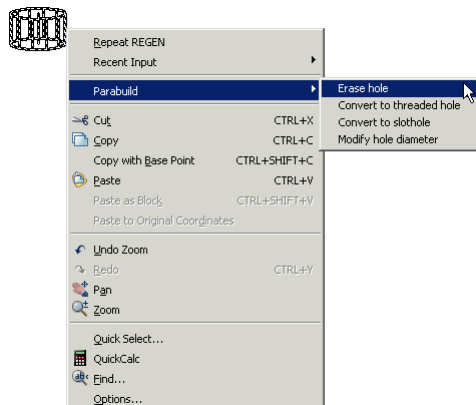 Repeat REGEN
Recent Input
Parabuild
Erase hole
Convert to threaded hole
Convert to slothole
Modify hole diameter
Cut CTRL+X
Copy CTRL+C
Copy with Base Point CTRL+SHIFT+C
Paste CTRL+V
Paste as Block CTRL+SHIFT+V
Paste to Original Coordinates
Undo Zoom
Redo CTRL+Y
Pan
Zoom
Quick Select...
QuickCalc
Find...
Options...